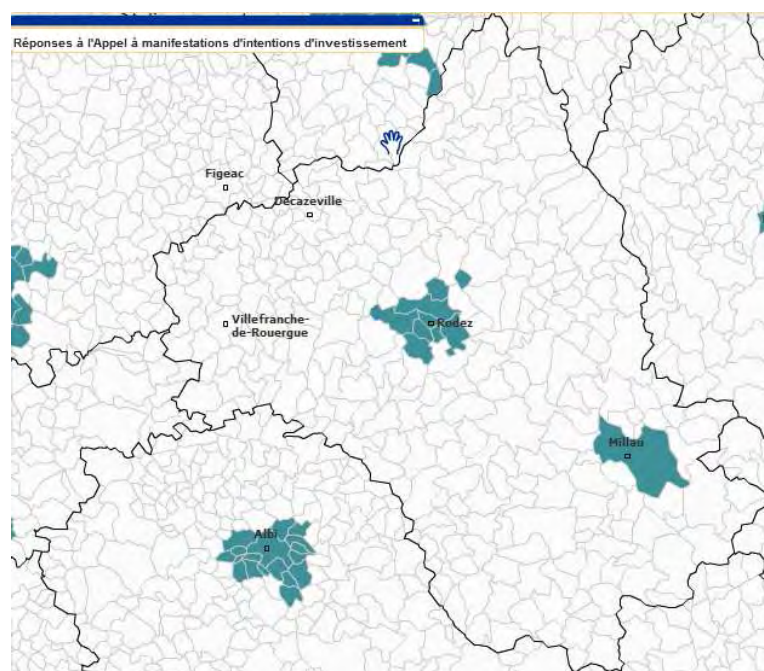 Réponses à l'Appel à manifestations d'intentions d'investissement
Figeac
Decazeville
Villefranche-
de-Rouergue
Rodez
Millau
Albi